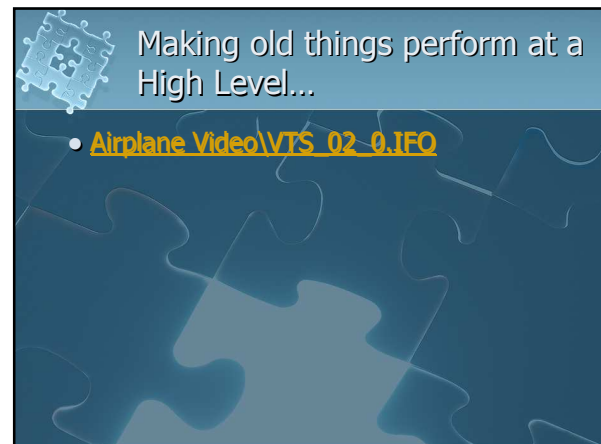 Making old things perform at a
High Level…
• Airplane Video\VTS_02_0.IFO